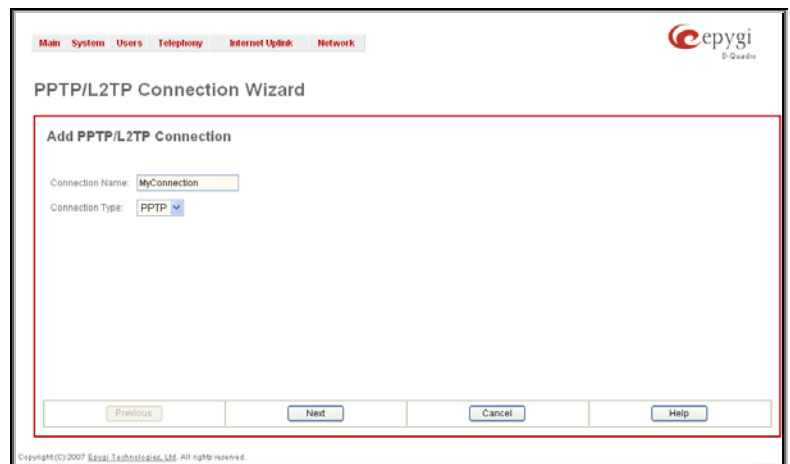 Main System Users Telephony Internet Uplink Network
epygi
D-Quadro
PPTP/L2TP Connection Wizard
Add PPTP/L2TP Connection
Connection Name: MyConnection
Connection Type: PPTP
Previous Next Cancel Help
Copyright (C) 2007 Epygi Technologies, Ltd. All rights reserved.